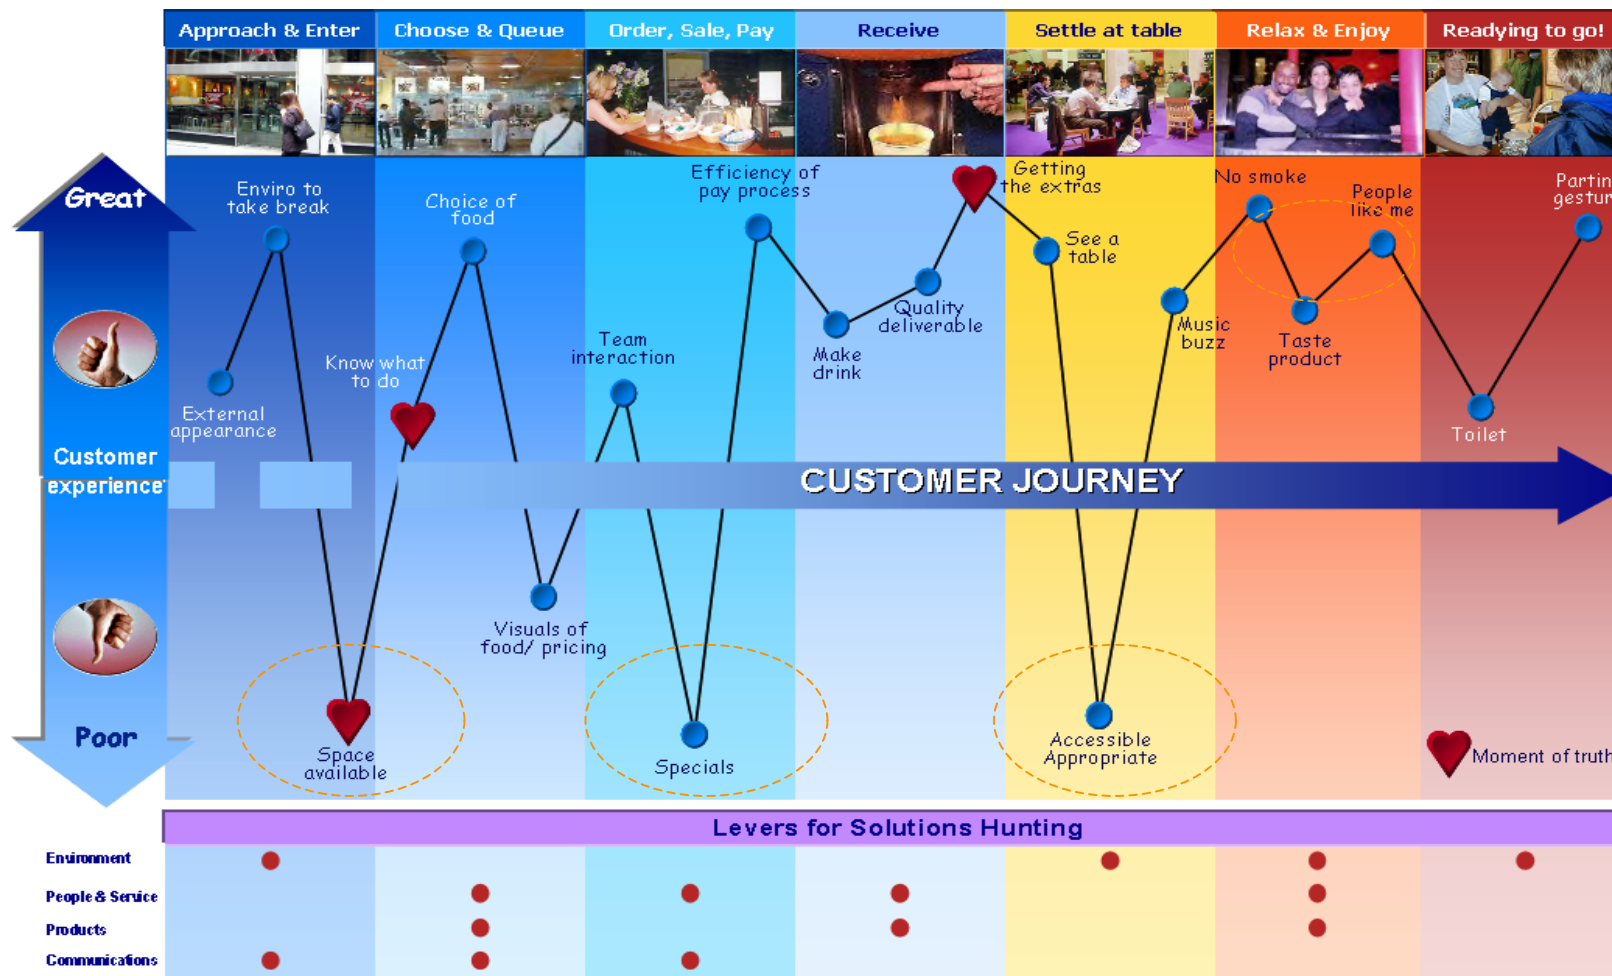 Approach & Enter
Choose & Queue
Order, Sale, Pay
Receive
Settle at table
Relax & Enjoy
Readying to go!
Great
Enviro to
take break
Choice of
food
Efficiency of
pay process
Getting
the extras
No smoke
People
like me
Partin
gestur
See a
table
Know what
to do
Team
interaction
Make
drink
Quality
deliverable
Music
buzz
Taste
product
External
appearance
Toilet
Customer
experience
CUSTOMER JOURNEY
Visuals of
food/ pricing
Poor
Space
available
Specials
Accessible
Appropriate
Moment of truth
Levers for Solutions Hunting
Environment
People & Service
Products
Communications